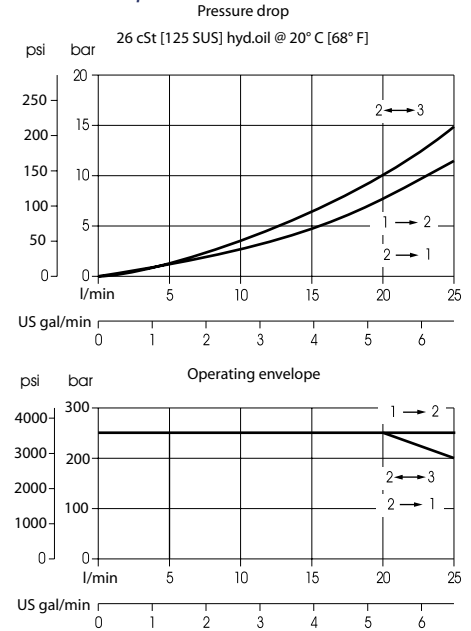 Pressure drop
26 cSt [125 SUS] hyd.oil @ 20° C [68° F]
psi bar
20
250
2↔3
200
15
150
10
100
5
1 → 2
50
2 → 1
0 0
l/min 5 10 15 20 25
US gal/min
0 1 2 3 4 5 6
Operating envelope
psi bar
300
1 → 2
4000
3000
200
2↔3
2000
100
2 → 1
1000
0 0
l/min 5 10 15 20 25
US gal/min
0 1 2 3 4 5 6